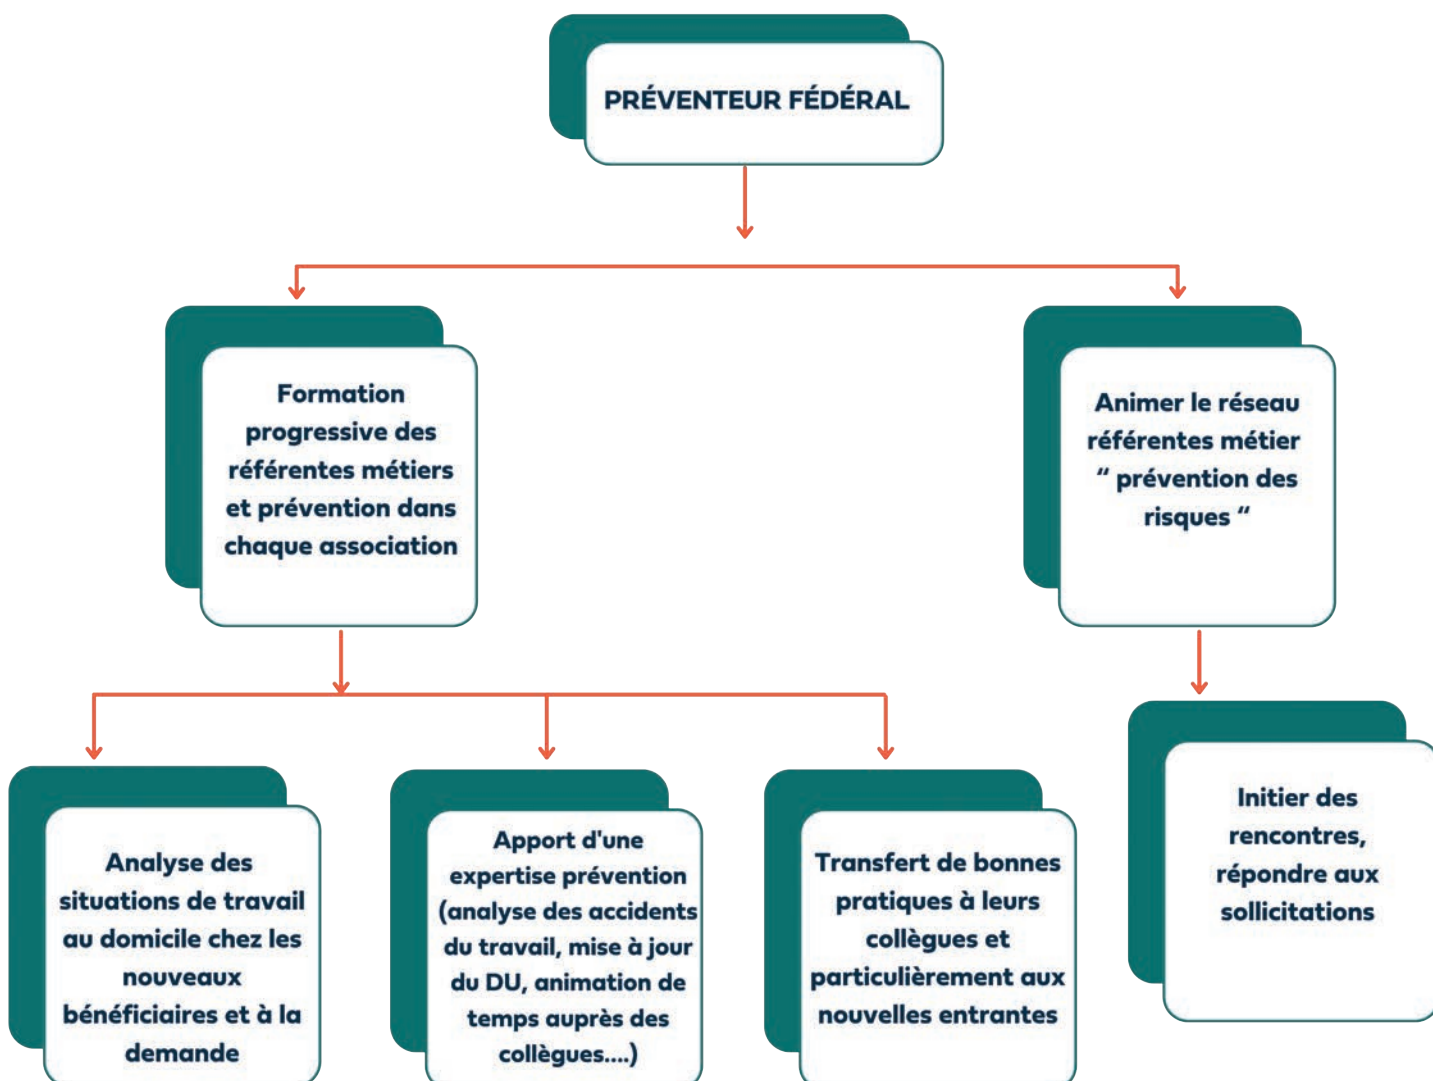 PRÉVENTEUR FÉDÉRAL
Formation
progressive des
référentes métiers
et prévention dans
chaque association
Animer le réseau
référentes métier
“ prévention des
risques “
Analyse des
situations de travail
au domicile chez les
nouveaux
bénéficiaires et à la
demande
Apport d'une
expertise prévention
(analyse des accidents
du travail, mise à jour
du DU, animation de
temps auprès des
collègues....)
Transfert de bonnes
pratiques à leurs
collègues et
particulièrement aux
nouvelles entrantes
Initier des
rencontres,
répondre aux
sollicitations